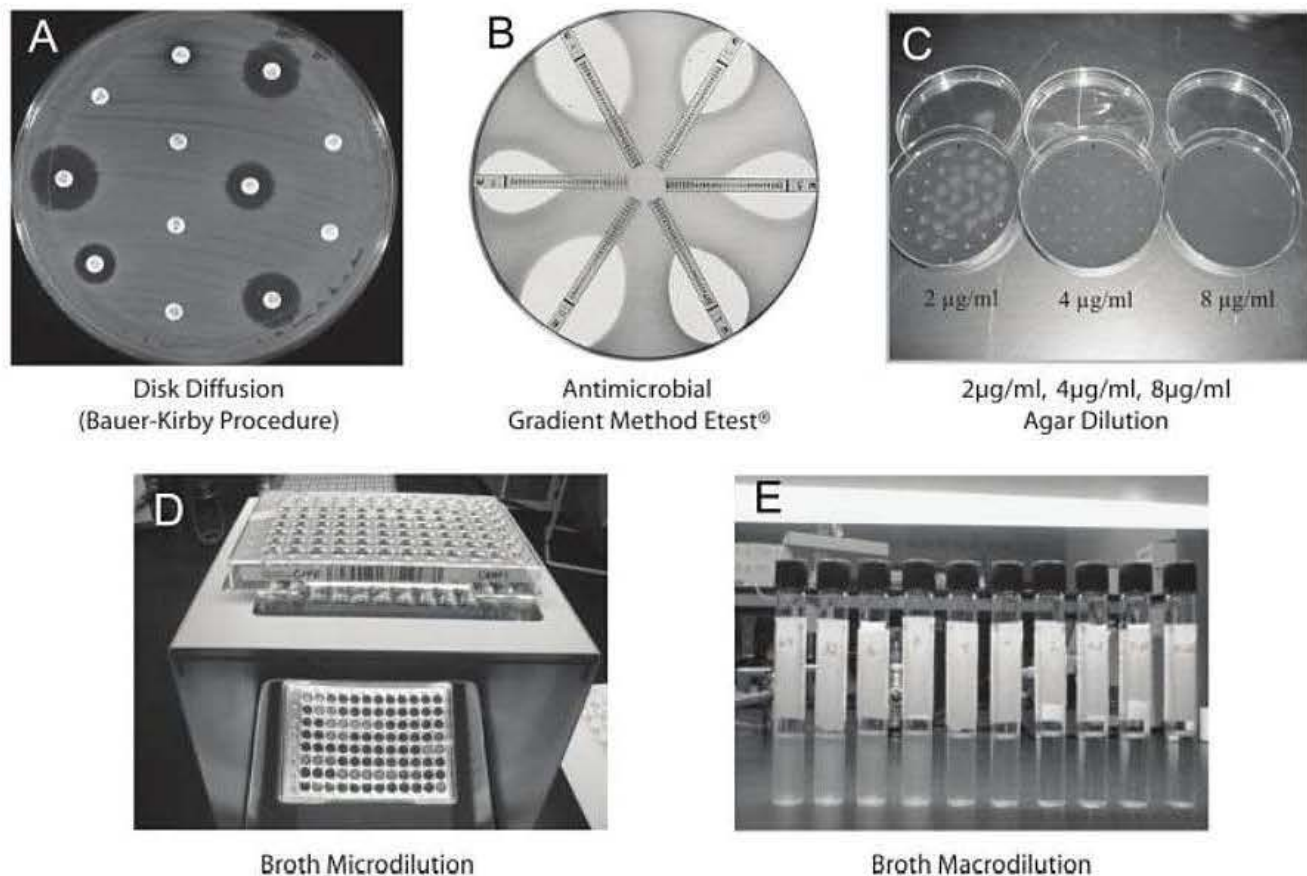 A
B
C
2 µg/ml
4 µg/ml
8 µg/ml
Disk Diffusion
(Bauer-Kirby Procedure)
Antimicrobial
Gradient Method Etest®
2µg/ml, 4µg/ml, 8µg/ml
Agar Dilution
D
E
Broth Microdilution
Broth Macrodilution